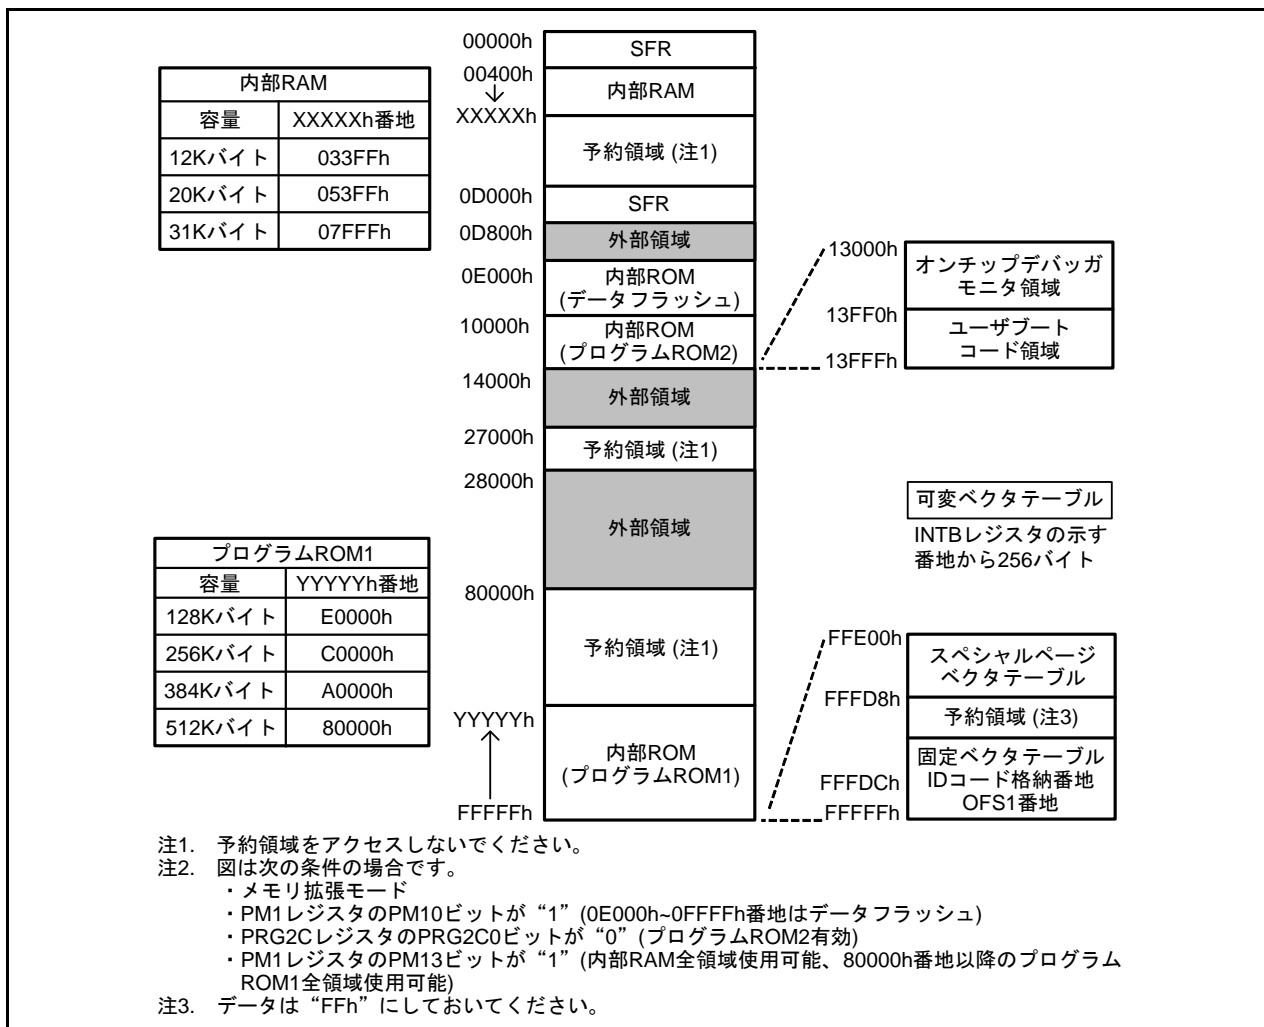 内部RAM
容量 XXXXXh番地
12Kバイト 033FFh
20Kバイト 053FFh
31Kバイト 07FFFh
プログラムROM1
容量 YYYYYh番地
128Kバイト E0000h
256Kバイト C0000h
384Kバイト A0000h
512Kバイト 80000h
00000h
SFR
00400h
↓
XXXXXh
内部RAM
予約領域 (注1)
0D000h
SFR
0D800h
外部領域
0E000h
内部ROM
(データフラッシュ)
10000h
内部ROM
(プログラムROM2)
14000h
外部領域
27000h
予約領域 (注1)
28000h
外部領域
80000h
予約領域 (注1)
YYYYYh
↑
FFFFFh
内部ROM
(プログラムROM1)
13000h
オンチップデバッガ
モニタ領域
13FF0h
ユーザブート
コード領域
13FFFh
可変ベクタテーブル
INTBレジスタの示す
番地から256バイト
FFE00h
スペシャルページ
ベクタテーブル
FFFD8h
予約領域 (注3)
FFFDCh
固定ベクタテーブル
IDコード格納番地
OFS1番地
FFFFFh
注1. 予約領域をアクセスしないでください。
注2. 図は次の条件の場合です。
・メモリ拡張モード
・PM1レジスタのPM10ビットが“1” (0E000h~0FFFFh番地はデータフラッシュ)
・PRG2CレジスタのPRG2C0ビットが“0” (プログラムROM2有効)
・PM1レジスタのPM13ビットが“1” (内部RAM全領域使用可能、80000h番地以降のプログラム
ROM1全領域使用可能)
注3. データは“FFh”にしておいてください。